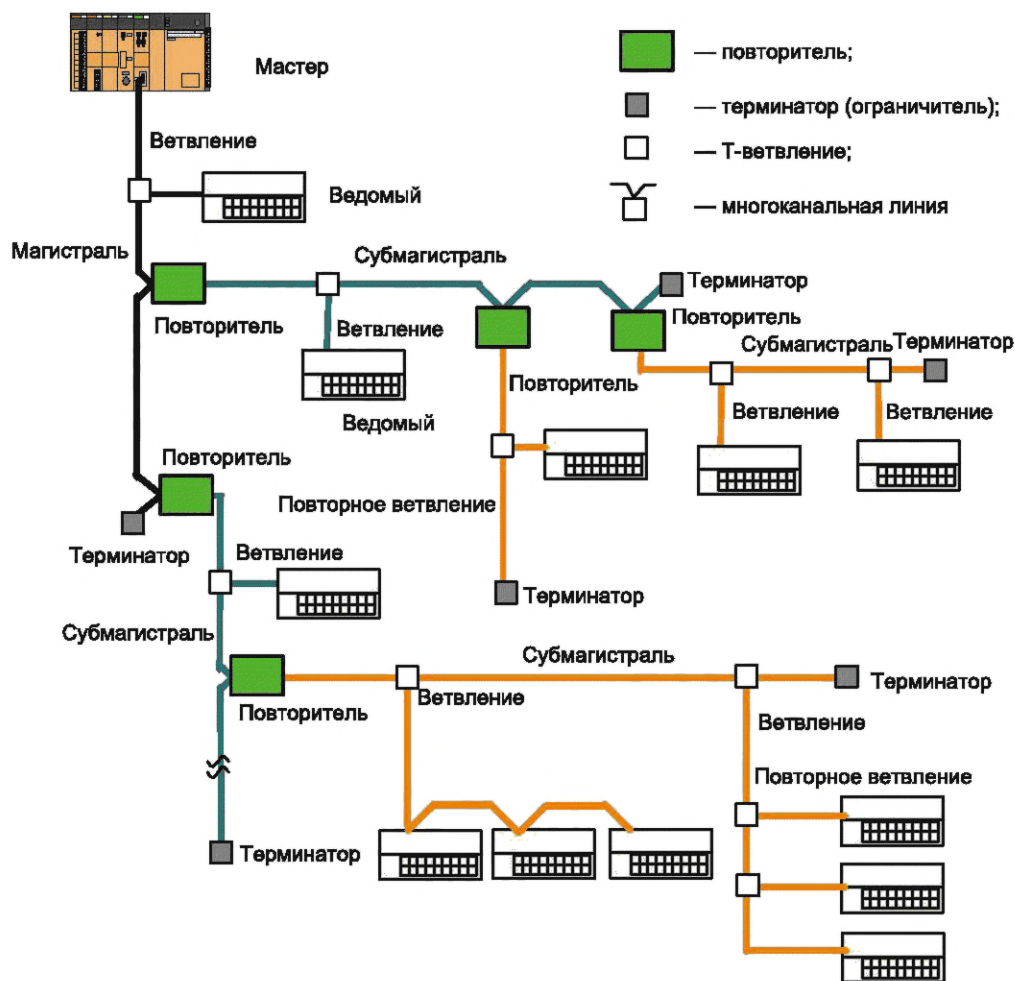 Мастер
— повторитель;
— терминатор (ограничитель);
Ветвление
— Т-ветвление;
Ведомый
— многоканальная линия
Магистраль
Субмагистраль
Терминатор
Повторитель
Ветвление
Повторитель
Субмагистраль
Терминатор
Повторитель
Ведомый
Ветвление
Ветвление
Повторитель
Повторное ветвление
Терминатор
Ветвление
Терминатор
Субмагистраль
Субмагистраль
Терминатор
Повторитель
Ветвление
Ветвление
Повторное ветвление
Терминатор